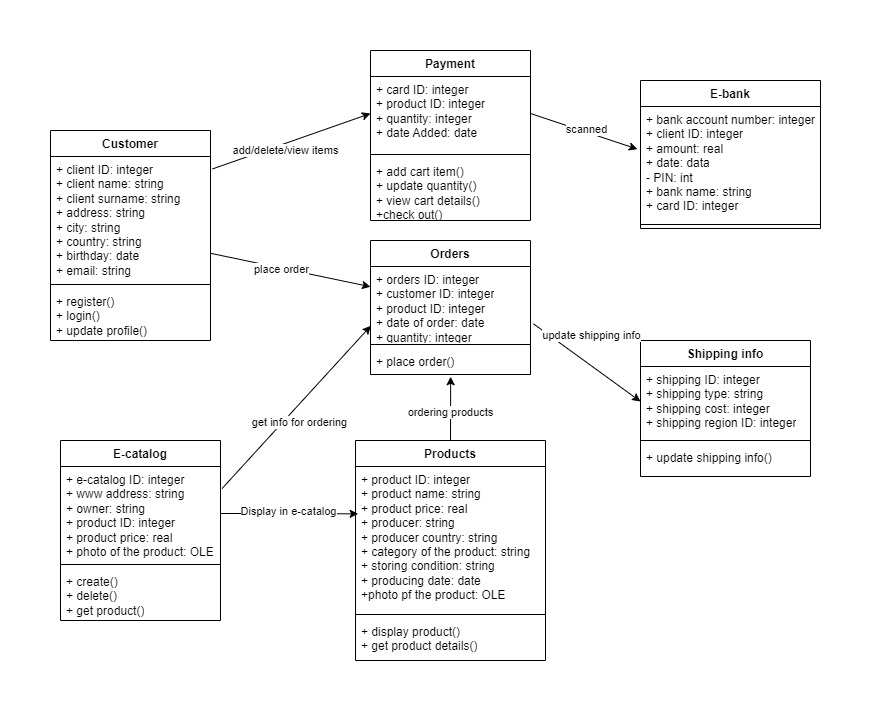 Payment
+ card ID: integer
+ product ID: integer
+ quantity: integer
+ date Added: date
+ add cart item()
+ update quantity()
+ view cart details()
+check out()
E-bank
+ bank account number: integer
+ client ID: integer
+ amount: real
+ date: data
- PIN: int
+ bank name: string
+ card ID: integer
scanned
Customer
+ client ID: integer
+ client name: string
+ client surname: string
+ address: string
+ city: string
+ country: string
+ birthday: date
+ email: string
+ register()
+ login()
+ update profile()
add/delete/view items
place order
Orders
+ orders ID: integer
+ customer ID: integer
+ product ID: integer
+ date of order: date
+ quantity: integer
+ place order()
update shipping info
Shipping info
+ shipping ID: integer
+ shipping type: string
+ shipping cost: integer
+ shipping region ID: integer
+ update shipping info()
get info for ordering
ordering products
E-catalog
+ e-catalog ID: integer
+ www address: string
+ owner: string
+ product ID: integer
+ product price: real
+ photo of the product: OLE
+ create()
+ delete()
+ get product()
Display in e-catalog
Products
+ product ID: integer
+ product name: string
+ product price: real
+ producer: string
+ producer country: string
+ category of the product: string
+ storing condition: string
+ producing date: date
+photo pf the product: OLE
+ display product()
+ get product details()